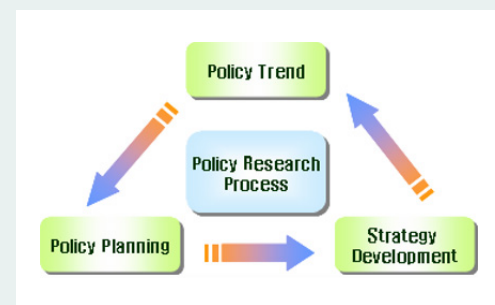 Policy Trend
Policy Research
Process
Policy Planning
Strategy
Development